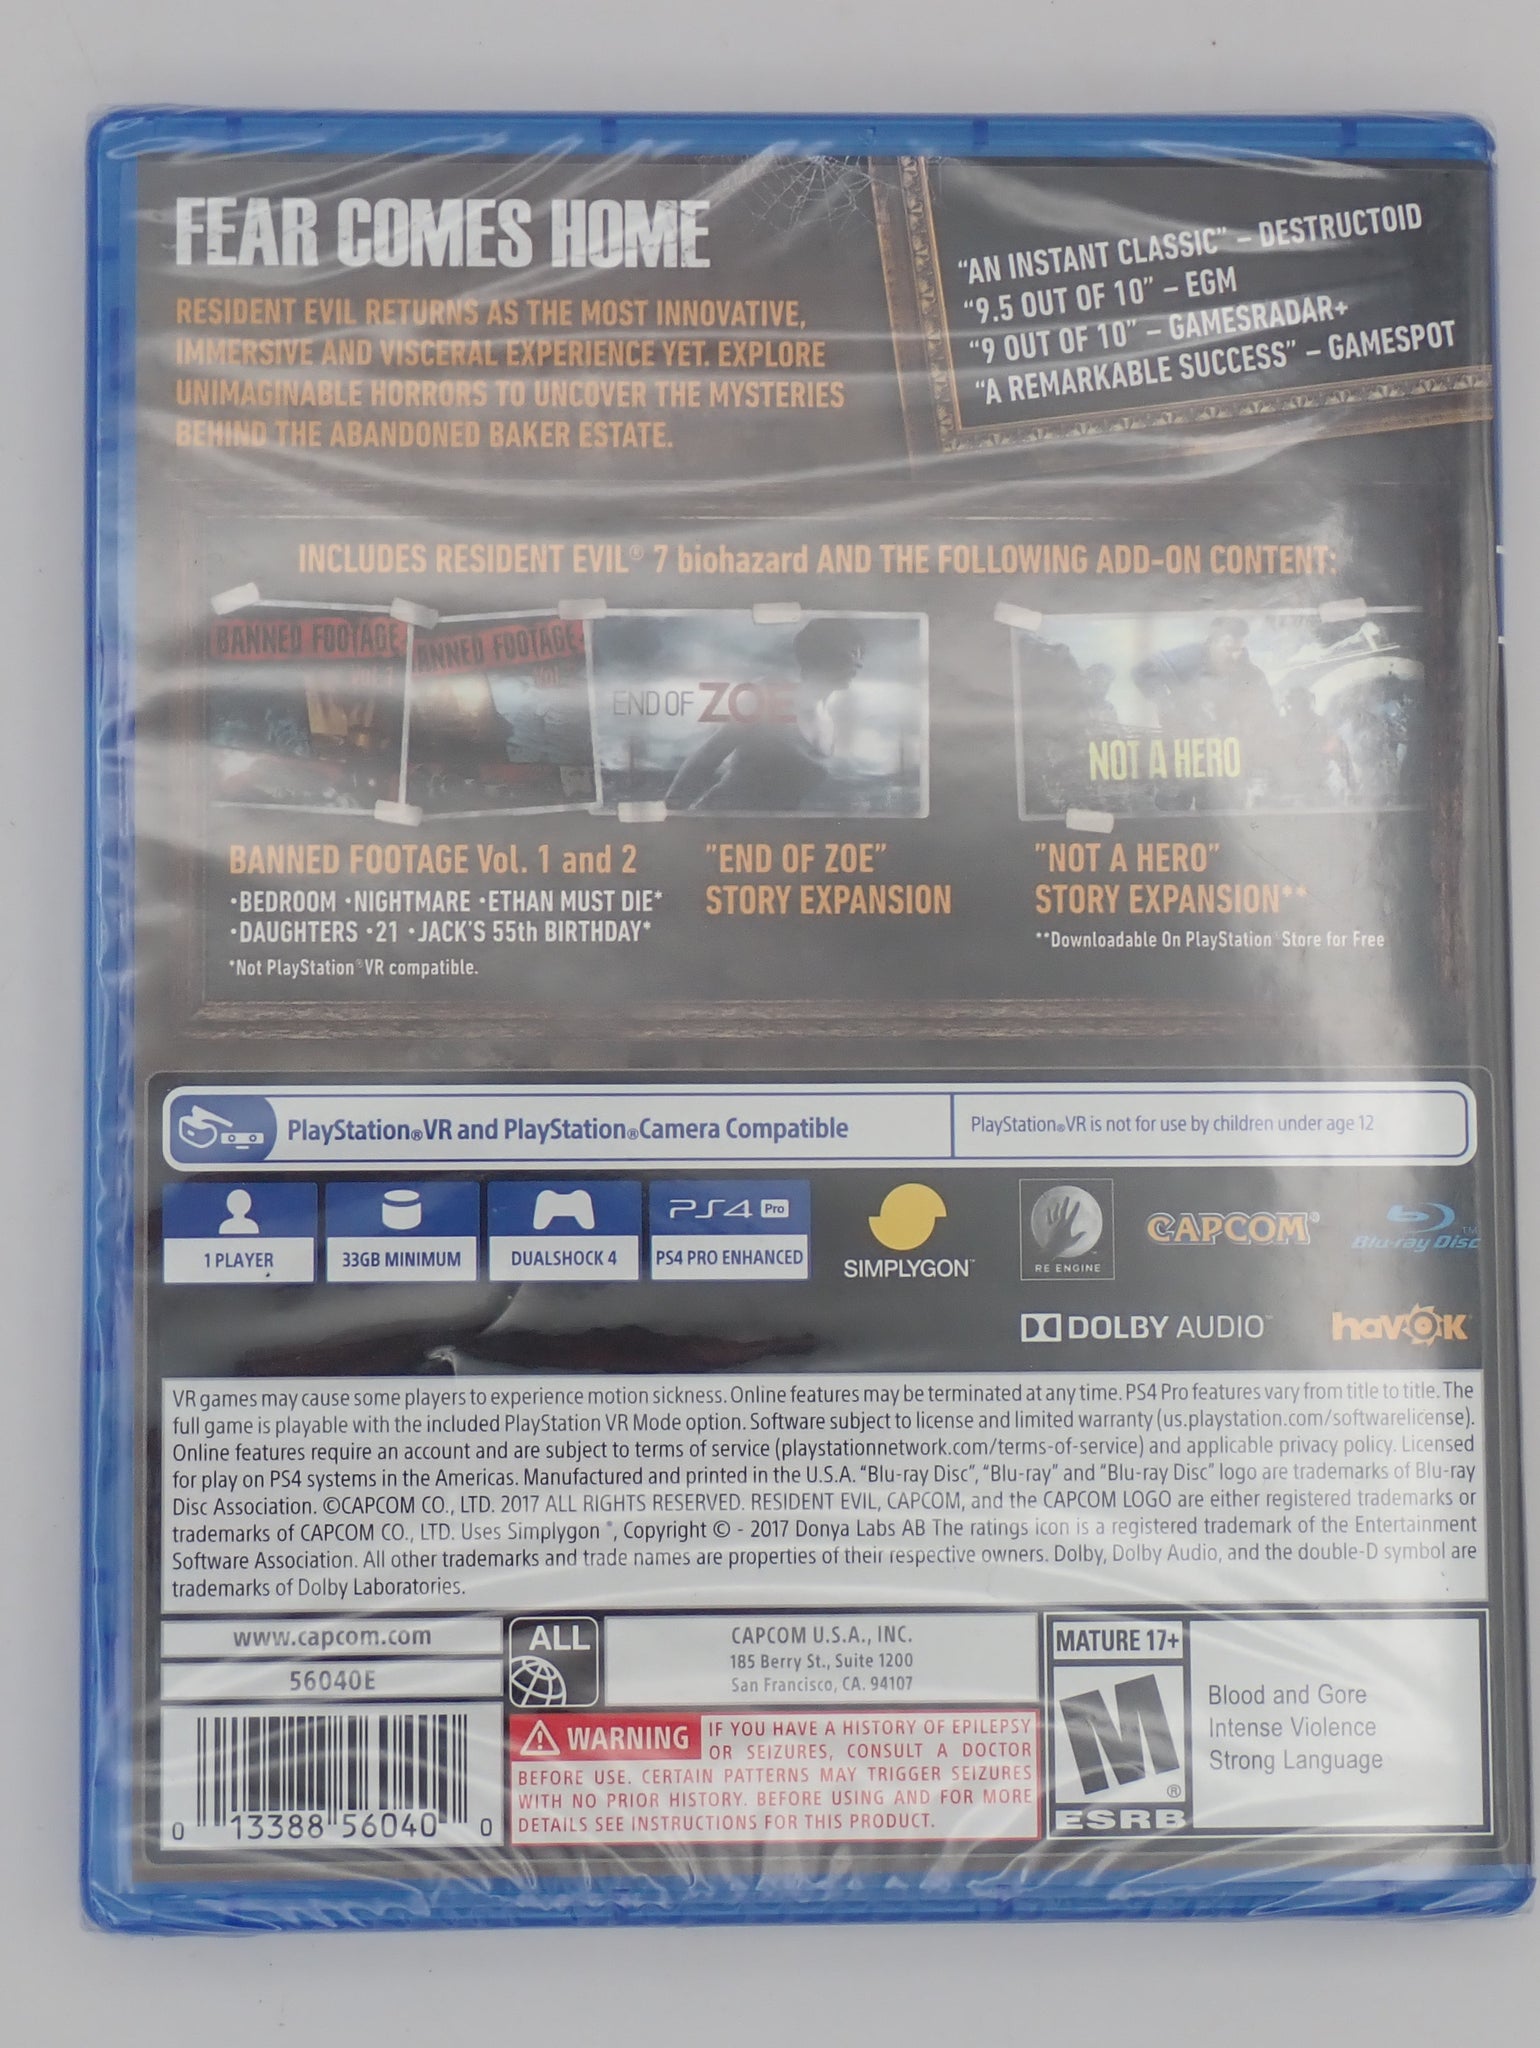 FEAR COMES HOME
RESIDENT EVIL RETURNS AS THE MOST INNOVATIVE,
IMMERSIVE AND VISCERAL EXPERIENCE YET. EXPLORE
UNIMAGINABLE HORRORS TO UNCOVER THE MYSTERIES
BEHIND THE ABANDONED BAKER ESTATE.
“AN INSTANT CLASSIC” – DESTRUCTOID
“9.5 OUT OF 10” – EGM
“9 OUT OF 10” – GAMESRADAR+
“A REMARKABLE SUCCESS” – GAMESPOT
INCLUDES RESIDENT EVIL® 7 biohazard AND THE FOLLOWING ADD-ON CONTENT:
BANNED FOOTAGE
VOL.1
BANNED FOOTAGE
VOL.
END OF ZOE
NOT A HERO
BANNED FOOTAGE Vol. 1 and 2
•BEDROOM •NIGHTMARE •ETHAN MUST DIE*
•DAUGHTERS •21 •JACK'S 55th BIRTHDAY*
*Not PlayStation®VR compatible.
"END OF ZOE"
STORY EXPANSION
"NOT A HERO"
STORY EXPANSION**
**Downloadable On PlayStation®Store for Free
PlayStation®VR and PlayStation®Camera Compatible
PlayStation®VR is not for use by children under age 12
1 PLAYER
33GB MINIMUM
DUALSHOCK 4
PS4 Pro
PS4 PRO ENHANCED
SIMPLYGON™
RE ENGINE
CAPCOM®
Blu-ray Disc™
DOLBY AUDIO™
havok
VR games may cause some players to experience motion sickness. Online features may be terminated at any time. PS4 Pro features vary from title to title. The
full game is playable with the included PlayStation VR Mode option. Software subject to license and limited warranty (us.playstation.com/softwarelicense).
Online features require an account and are subject to terms of service (playstationnetwork.com/terms-of-service) and applicable privacy policy. Licensed
for play on PS4 systems in the Americas. Manufactured and printed in the U.S.A. “Blu-ray Disc”, “Blu-ray” and “Blu-ray Disc” logo are trademarks of Blu-ray
Disc Association. ©CAPCOM CO., LTD. 2017 ALL RIGHTS RESERVED. RESIDENT EVIL, CAPCOM, and the CAPCOM LOGO are either registered trademarks or
trademarks of CAPCOM CO., LTD. Uses Simplygon ®, Copyright © - 2017 Donya Labs AB The ratings icon is a registered trademark of the Entertainment
Software Association. All other trademarks and trade names are properties of their respective owners. Dolby, Dolby Audio, and the double-D symbol are
trademarks of Dolby Laboratories.
www.capcom.com
56040E
0 13388 56040 0
ALL
CAPCOM U.S.A., INC.
185 Berry St., Suite 1200
San Francisco, CA. 94107
WARNING
IF YOU HAVE A HISTORY OF EPILEPSY
OR SEIZURES, CONSULT A DOCTOR
BEFORE USE. CERTAIN PATTERNS MAY TRIGGER SEIZURES
WITH NO PRIOR HISTORY. BEFORE USING AND FOR MORE
DETAILS SEE INSTRUCTIONS FOR THIS PRODUCT.
MATURE 17+
M®
ESRB
Blood and Gore
Intense Violence
Strong Language